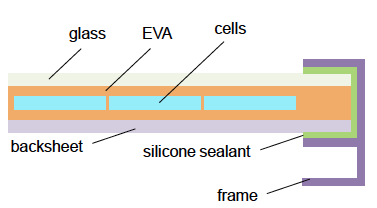 glass
EVA
cells
backsheet
silicone sealant
frame